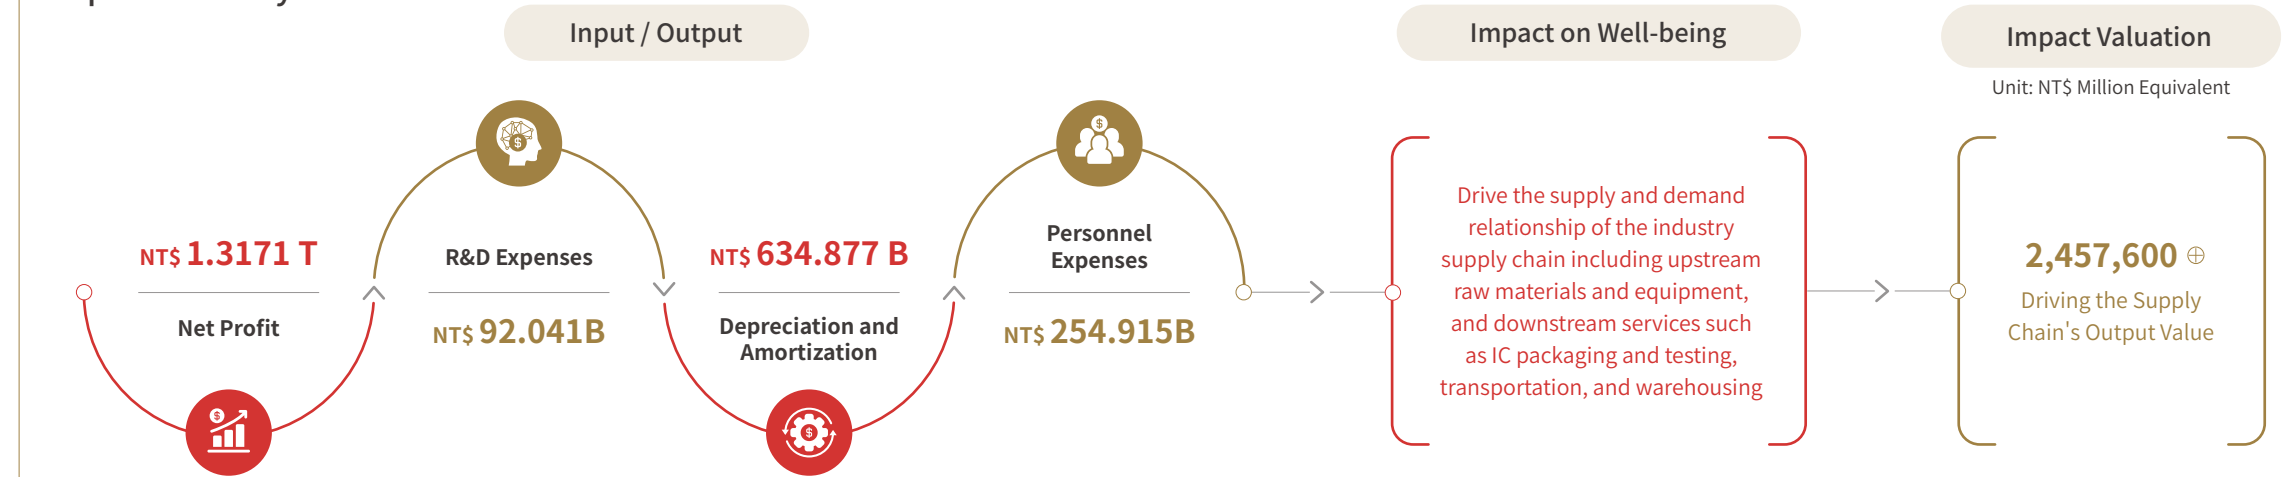 Input / Output
NT$ 1.3171 T
Net Profit
R&D Expenses
NT$ 92.041B
NT$ 634.877 B
Depreciation and
Amortization
Personnel
Expenses
NT$ 254.915B
Impact on Well-being
Drive the supply and demand
relationship of the industry
supply chain including upstream
raw materials and equipment,
and downstream services such
as IC packaging and testing,
transportation, and warehousing
Impact Valuation
Unit: NT$ Million Equivalent
2,457,600 ⊕
Driving the Supply
Chain's Output Value